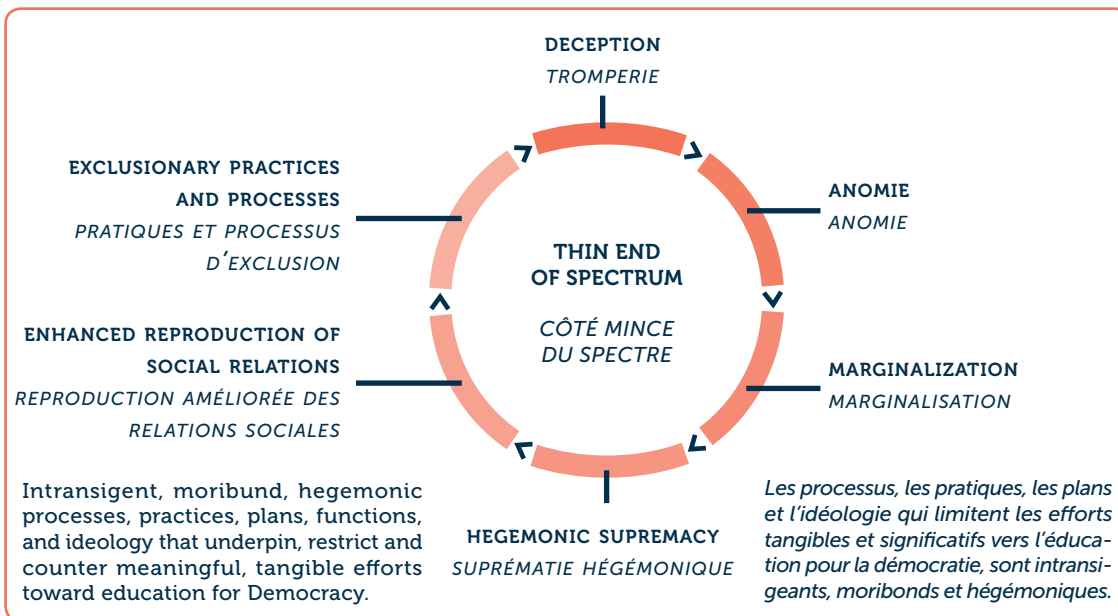 DECEPTION
TROMPERIE
EXCLUSIONARY PRACTICES
AND PROCESSES
PRATIQUES ET PROCESSUS
D'EXCLUSION
ANOMIE
ANOMIE
THIN END
OF SPECTRUM
CÔTÉ MINCE
DU SPECTRE
ENHANCED REPRODUCTION OF
SOCIAL RELATIONS
REPRODUCTION AMÉLIORÉE DES
RELATIONS SOCIALES
MARGINALIZATION
MARGINALISATION
HEGEMONIC SUPREMACY
SUPRÉMATIE HÉGÉMONIQUE
Intransigent, moribund, hegemonic
processes, practices, plans, functions,
and ideology that underpin, restrict and
counter meaningful, tangible efforts
toward education for Democracy.
Les processus, les pratiques, les plans
et l'idéologie qui limitent les efforts
tangibles et significatifs vers l'éduca-
tion pour la démocratie, sont intransi-
geants, moribonds et hégémoniques.